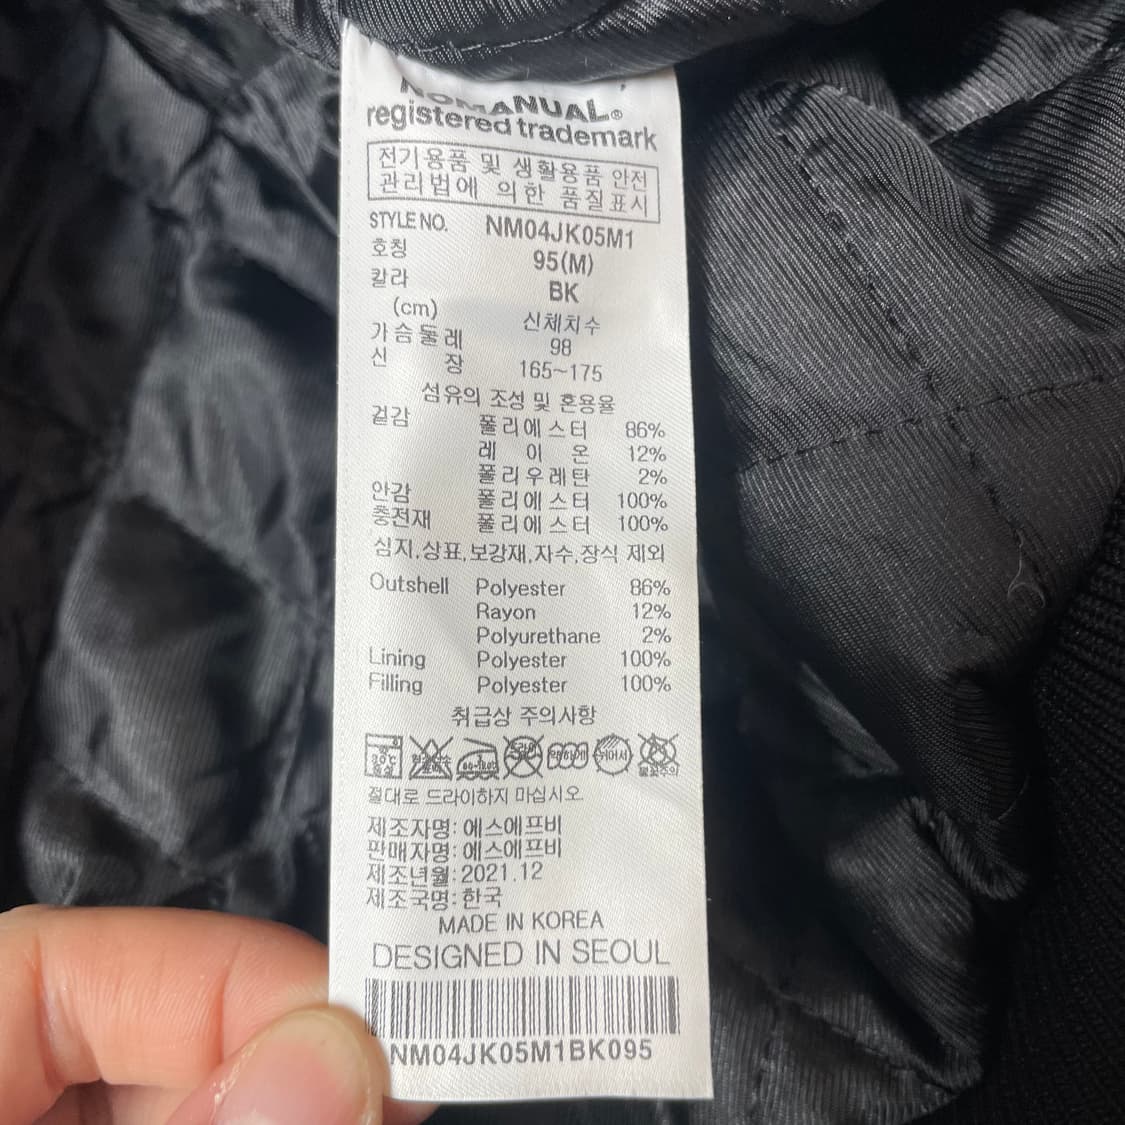 NOMANUAL®
registered trademark
전기용품 및 생활용품 안전
관리법에 의한 품질표시
STYLE NO. NM04JK05M1
호칭 95(M)
칼라 BK
(cm) 신체치수
가슴둘레 98
신 장 165~175
섬유의 조성 및 혼용율
겉감 폴리에스터 86%
레 이 온 12%
폴리우레탄 2%
안감 폴리에스터 100%
충전재 폴리에스터 100%
심지,상표,보강재,자수,장식 제외
Outshell Polyester 86%
Rayon 12%
Polyurethane 2%
Lining Polyester 100%
Filling Polyester 100%
취급상 주의사항
약하게 뉘어서
절대로 드라이하지 마십시오
제조자명: 에스에프비
판매자명: 에스에프비
제조년월: 2021.12
제조국명: 한국
MADE IN KOREA
DESIGNED IN SEOUL
NM04JK05M1BK095